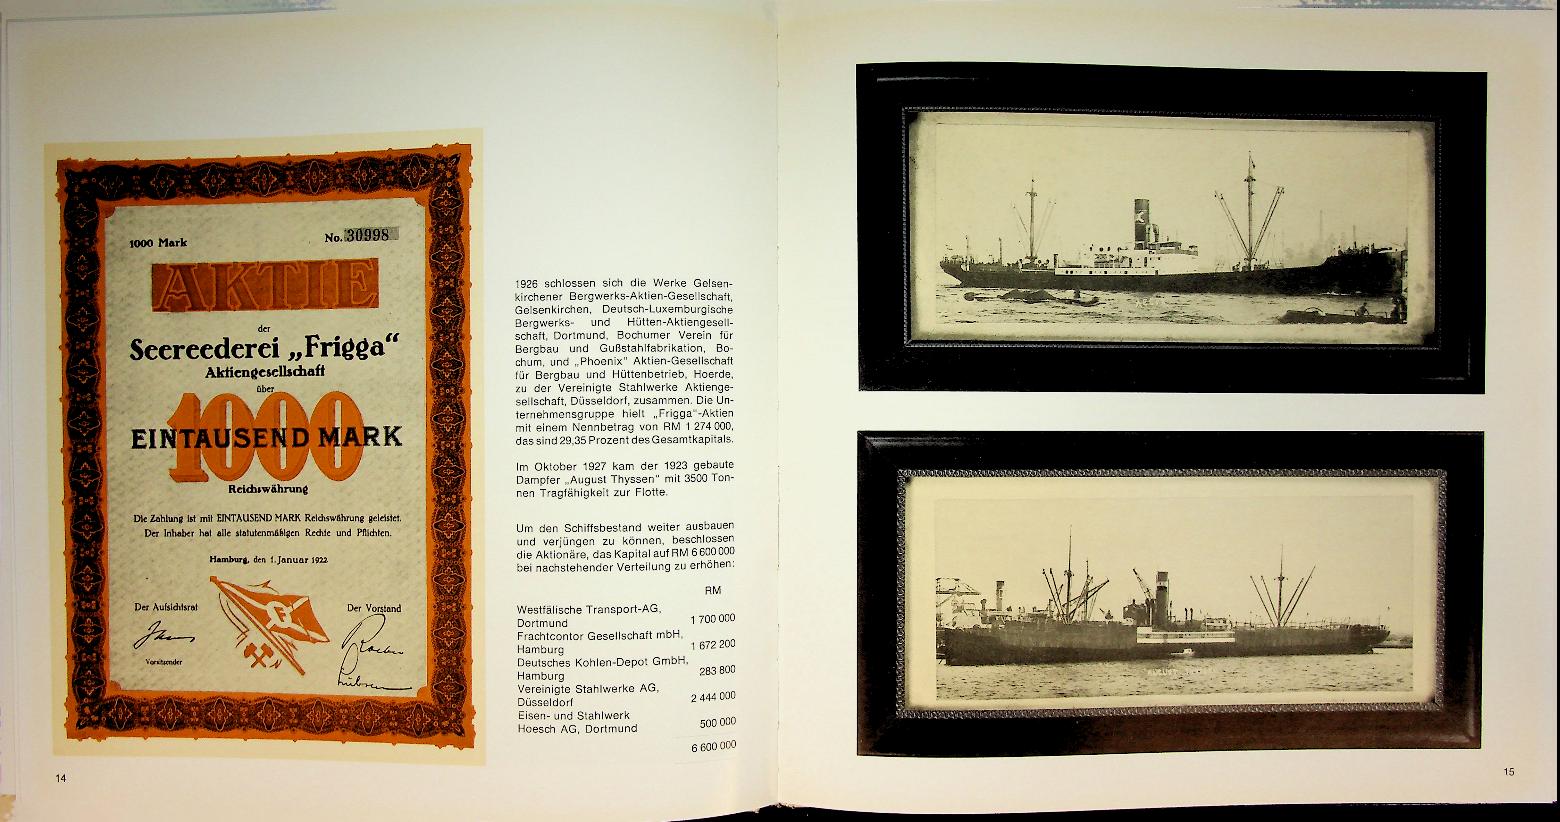 1000 Mark
No. 30998
AKTIE
der
Seereederei „Frigga“
Aktiengesellschaft
über
1000
EINTAUSEND MARK
Reichswährung
Die Zahlung ist mit EINTAUSEND MARK Reichswährung geleistet.
Der Inhaber hat alle statutenmäßigen Rechte und Pflichten.
Hamburg, den 1. Januar 1922
Der Aufsichtsrat
Der Vorstand
Vorsitzender
14
1926 schlossen sich die Werke Gelsen-
kirchener Bergwerks-Aktien-Gesellschaft,
Gelsenkirchen, Deutsch-Luxemburgische
Bergwerks- und Hütten-Aktiengesell-
schaft, Dortmund, Bochumer Verein für
Bergbau und Gußstahlfabrikation, Bo-
chum, und „Phoenix“ Aktien-Gesellschaft
für Bergbau und Hüttenbetrieb, Hoerde,
zu der Vereinigte Stahlwerke Aktienge-
sellschaft, Düsseldorf, zusammen. Die Un-
ternehmensgruppe hielt „Frigga“-Aktien
mit einem Nennbetrag von RM 1 274 000,
das sind 29,35 Prozent des Gesamtkapitals.
Im Oktober 1927 kam der 1923 gebaute
Dampfer „August Thyssen“ mit 3500 Ton-
nen Tragfähigkeit zur Flotte.
Um den Schiffsbestand weiter ausbauen
und verjüngen zu können, beschlossen
die Aktionäre, das Kapital auf RM 6 600 000
bei nachstehender Verteilung zu erhöhen:
RM
Westfälische Transport-AG,
Dortmund 1 700 000
Frachtcontor Gesellschaft mbH,
Hamburg 1 672 200
Deutsches Kohlen-Depot GmbH,
Hamburg 283 800
Vereinigte Stahlwerke AG,
Düsseldorf 2 444 000
Eisen- und Stahlwerk
Hoesch AG, Dortmund 500 000
6 600 000
15